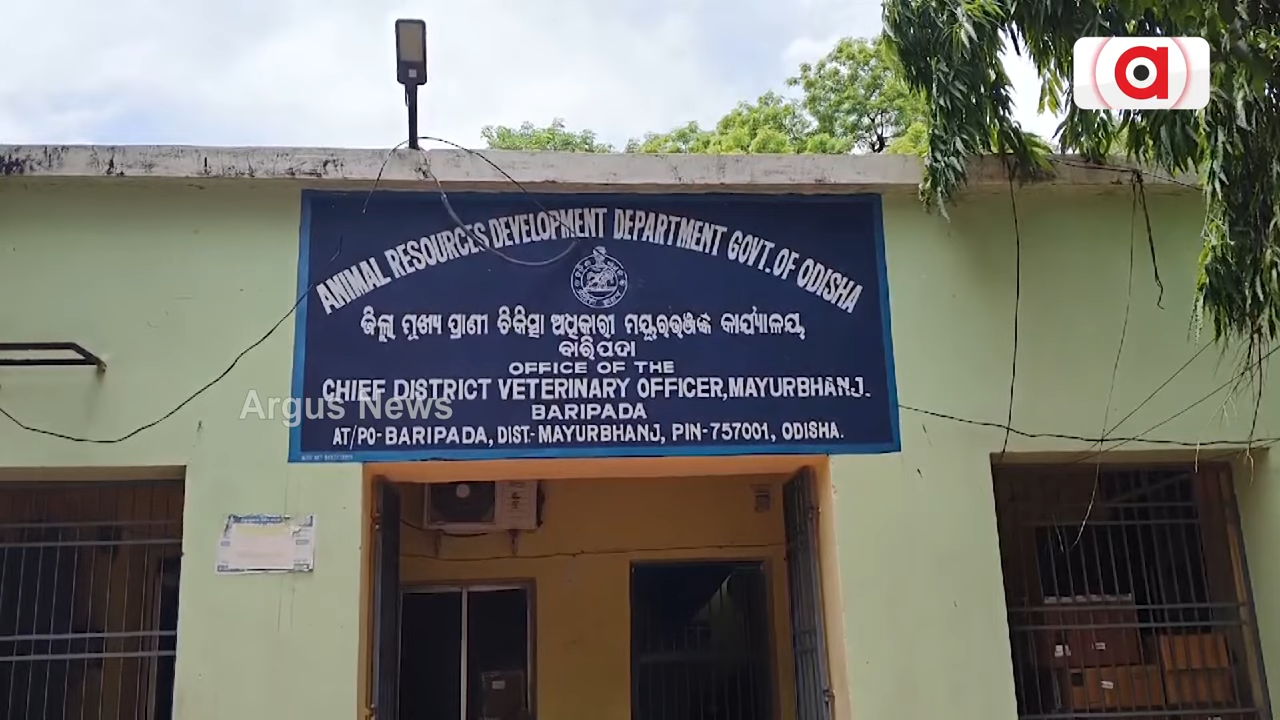 ANIMAL RESOURCES DEVELOPMENT DEPARTMENT GOVT.OF ODISHA
ଜିଲ୍ଲା ମୂଖ୍ୟ ପ୍ରାଣୀ ଚିକିତ୍ସା ଅଧିକାରୀ ମୟୂରଭଞ୍ଜଙ୍କ କାର୍ଯ୍ୟାଳୟ
ବାରିପଦା
OFFICE OF THE
CHIEF DISTRICT VETERINARY OFFICER,MAYURBHANJ.
BARIPADA
AT/PO-BARIPADA, DIST.-MAYURBHANJ, PIN-757001, ODISHA.
Argus News
a